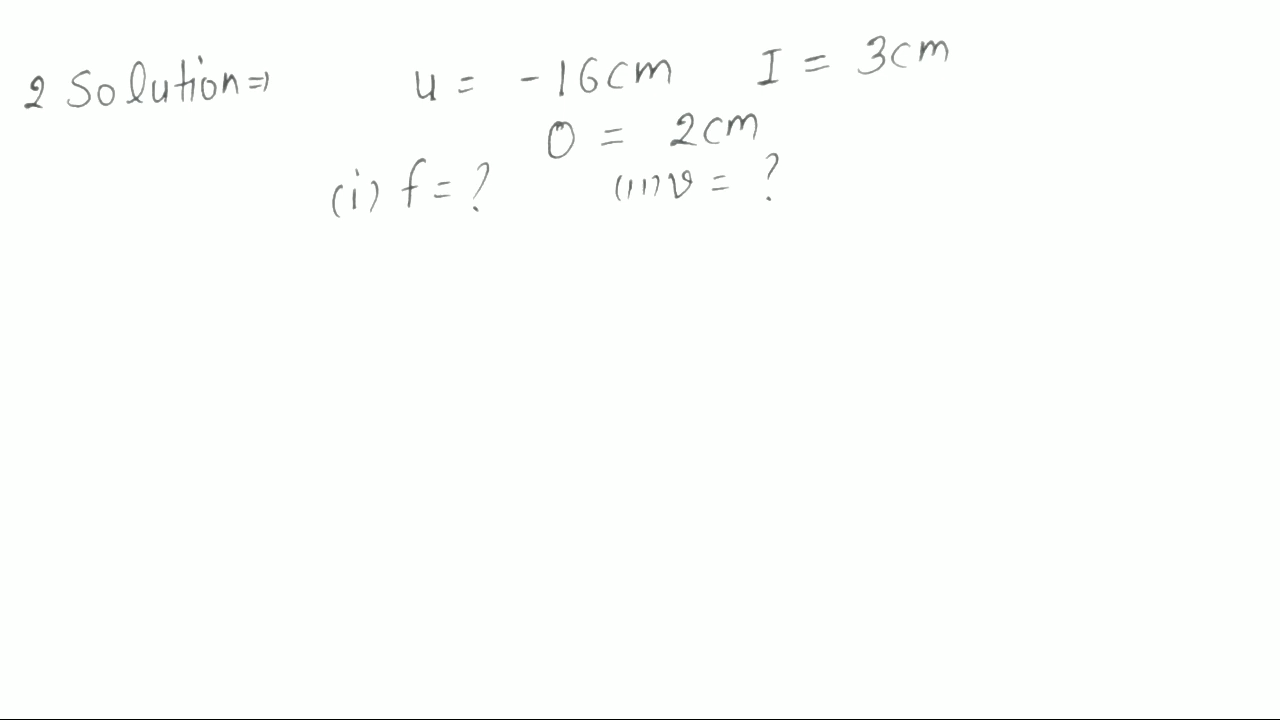 2 Solution⇒ u = -16cm I = 3cm
O = 2cm
(i) f = ? (ii) v = ?